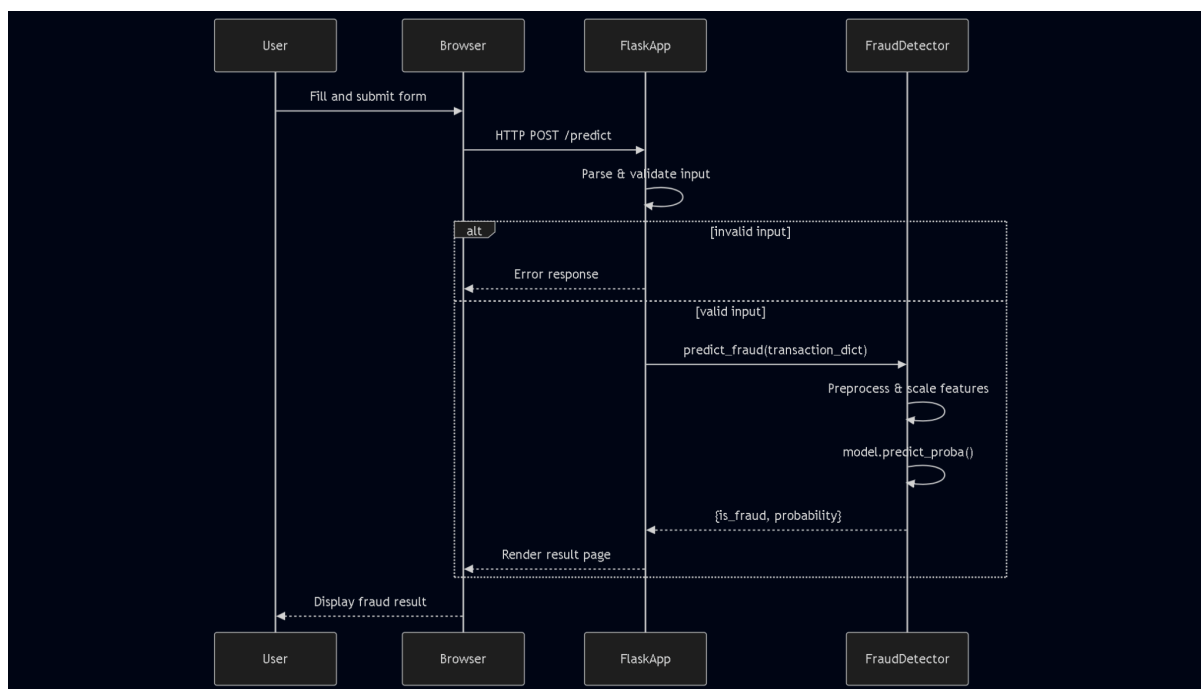 User
Browser
FlaskApp
FraudDetector
Fill and submit form
HTTP POST /predict
Parse & validate input
alt
[invalid input]
Error response
[valid input]
predict_fraud(transaction_dict)
Preprocess & scale features
model.predict_proba()
{is_fraud, probability}
Render result page
Display fraud result
User
Browser
FlaskApp
FraudDetector